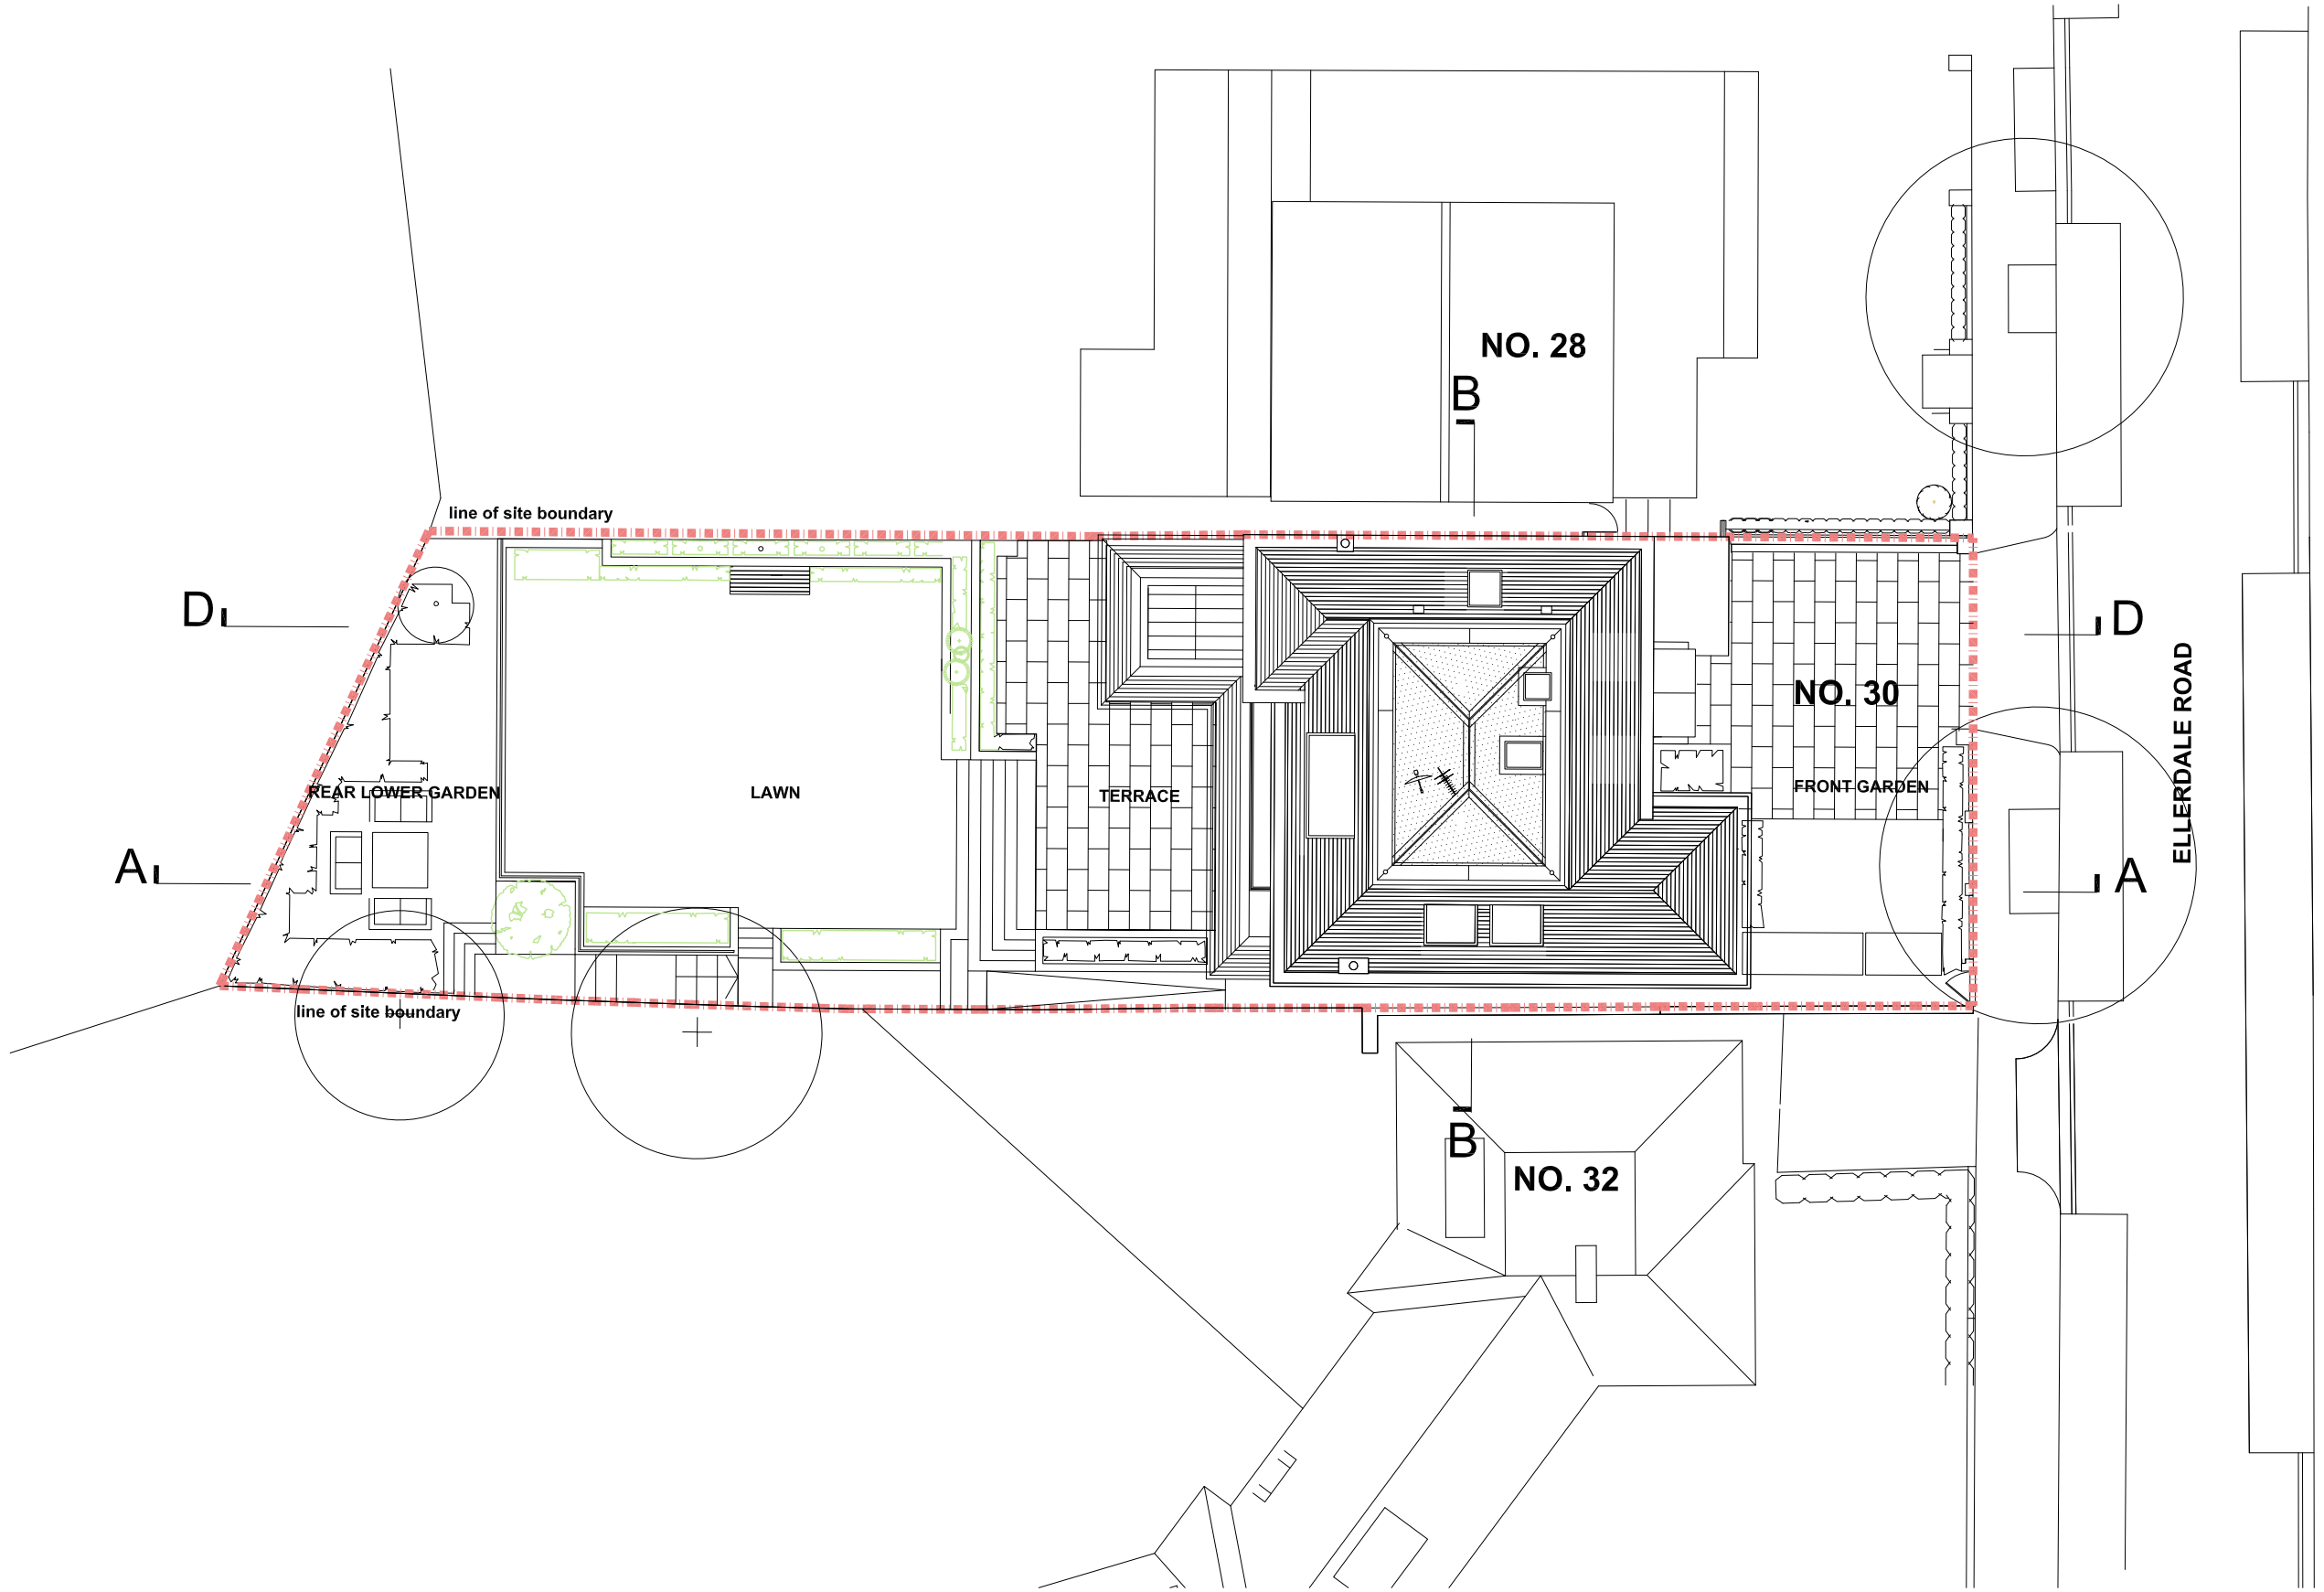 NO. 28
B
line of site boundary
D
D
ELLERDALE ROAD
NO. 30
REAR LOWER GARDEN
LAWN
TERRACE
FRONT GARDEN
A
A
line of site boundary
B
NO. 32